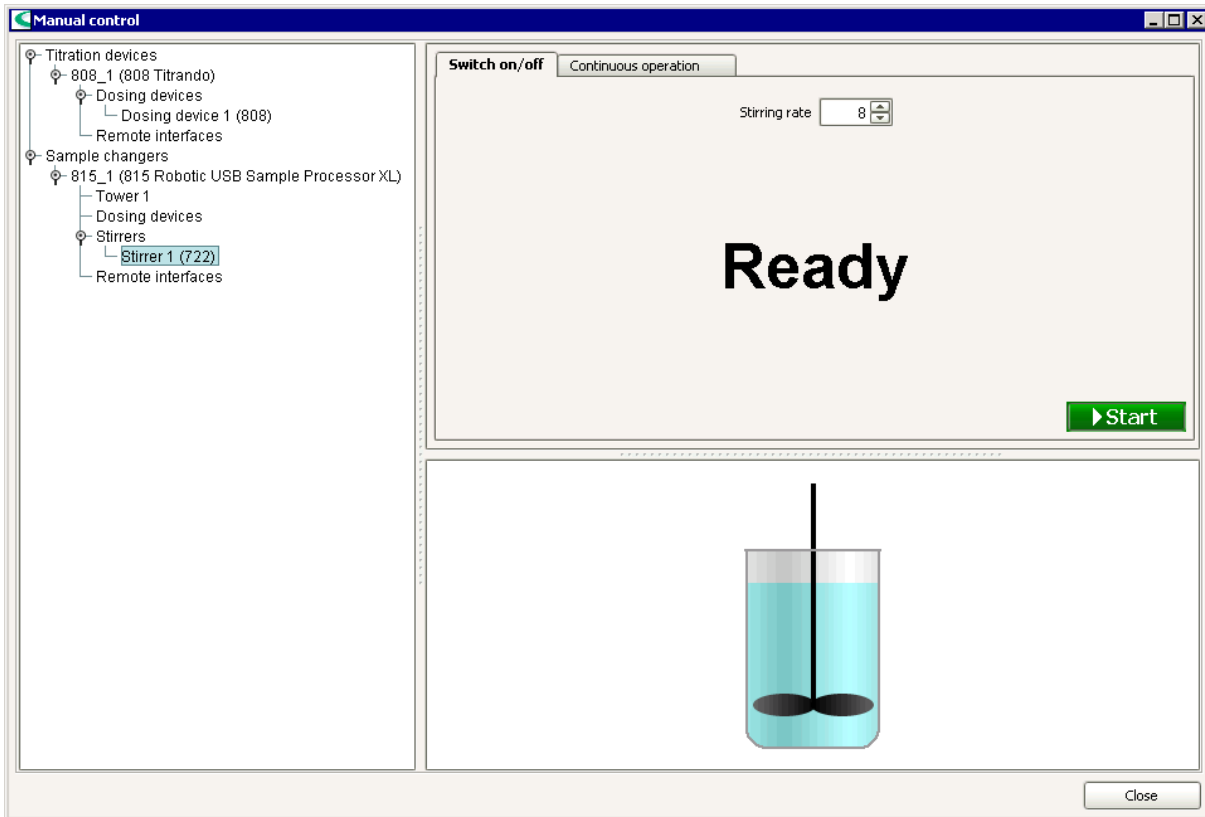 Manual control
Titration devices
808_1 (808 Titrando)
Dosing devices
Dosing device 1 (808)
Remote interfaces
Sample changers
815_1 (815 Robotic USB Sample Processor XL)
Tower 1
Dosing devices
Stirrers
Stirrer 1 (722)
Remote interfaces
Switch on/off Continuous operation
Stirring rate 8
Ready
Start
Close